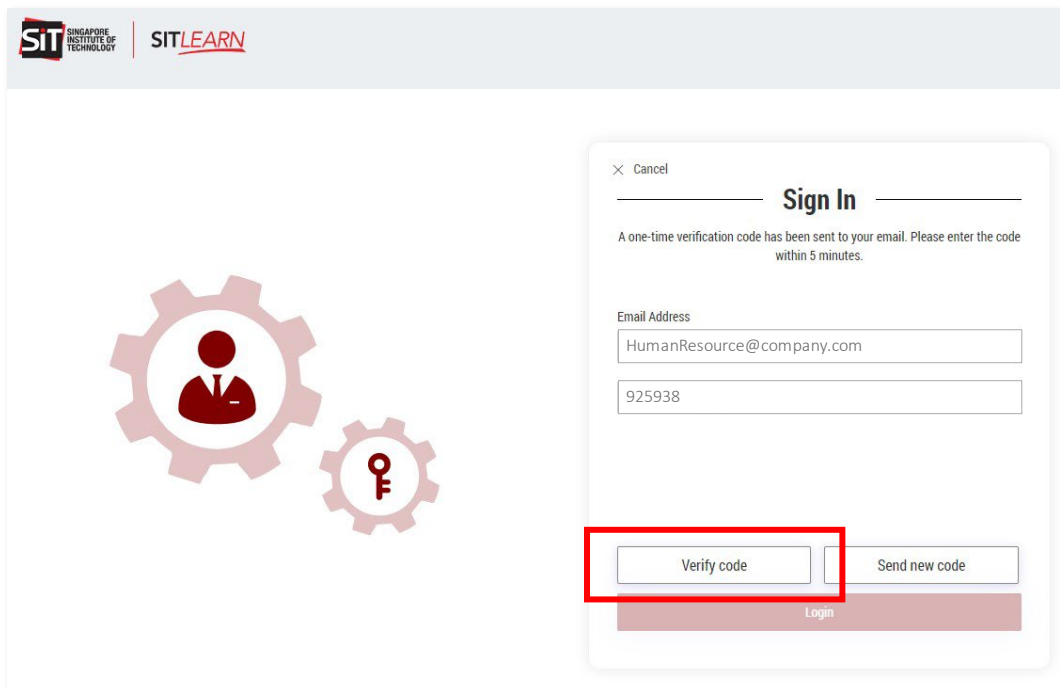 SiT SINGAPORE INSTITUTE OF TECHNOLOGY
SITLEARN
Cancel
Sign In
A one-time verification code has been sent to your email. Please enter the code
within 5 minutes.
Email Address
HumanResource@company.com
925938
Verify code
Send new code
Login